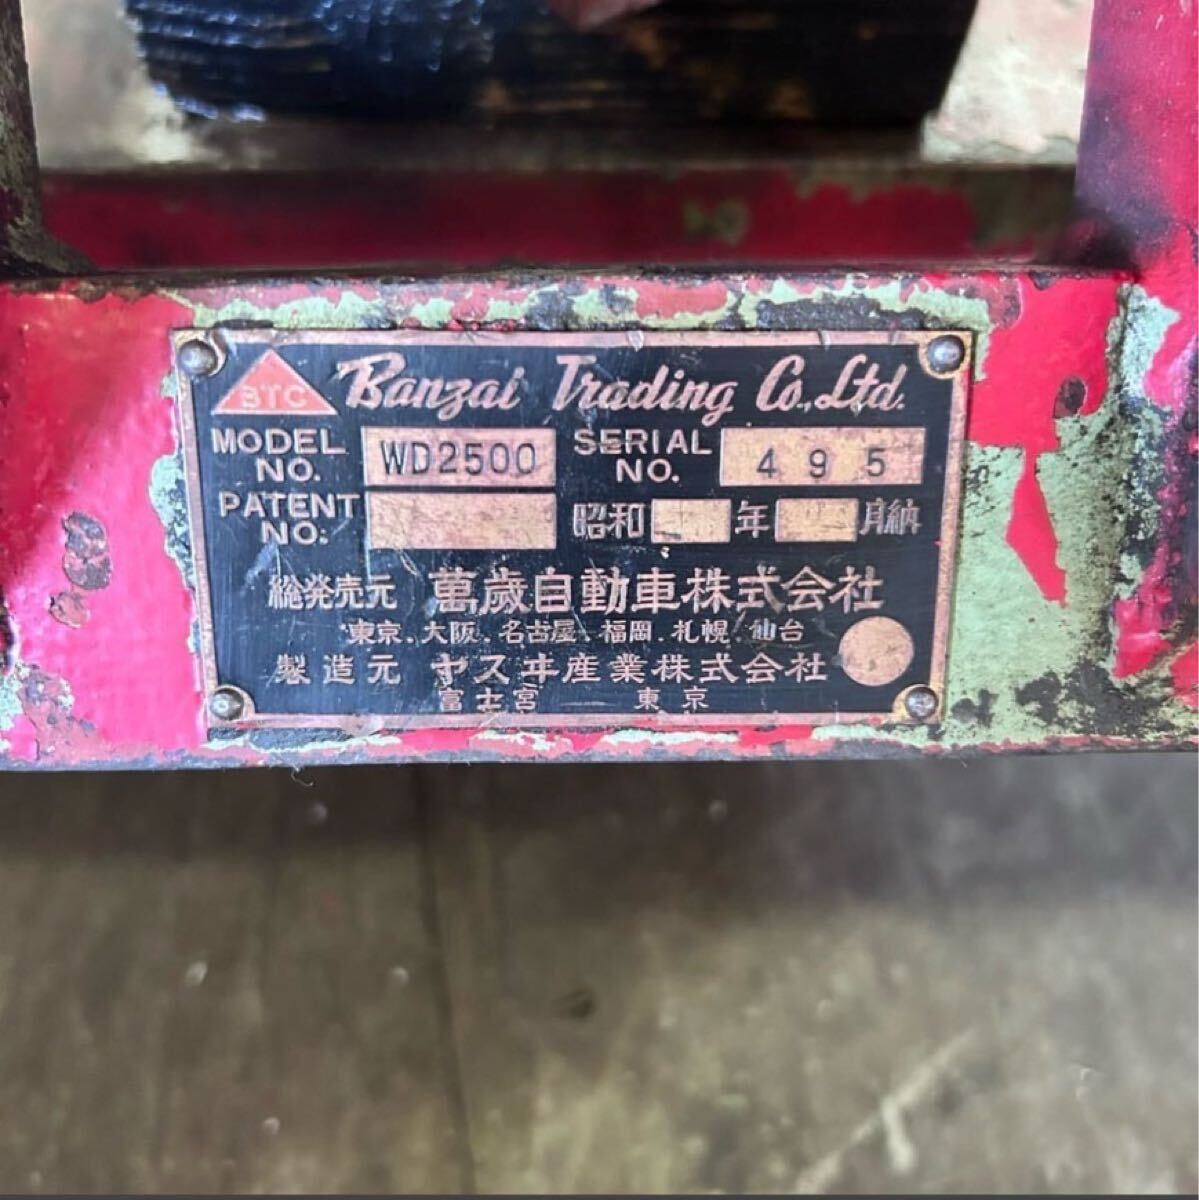 BTC Banzai Trading Co., Ltd.
MODEL NO. WD2500 SERIAL NO. 495
PATENT NO: 昭和 年 月納
総発売元 萬歳自動車株式会社
東京.大阪.名古屋.福岡.札幌.仙台
製造元 ヤスヰ産業株式会社
富士宮 東京